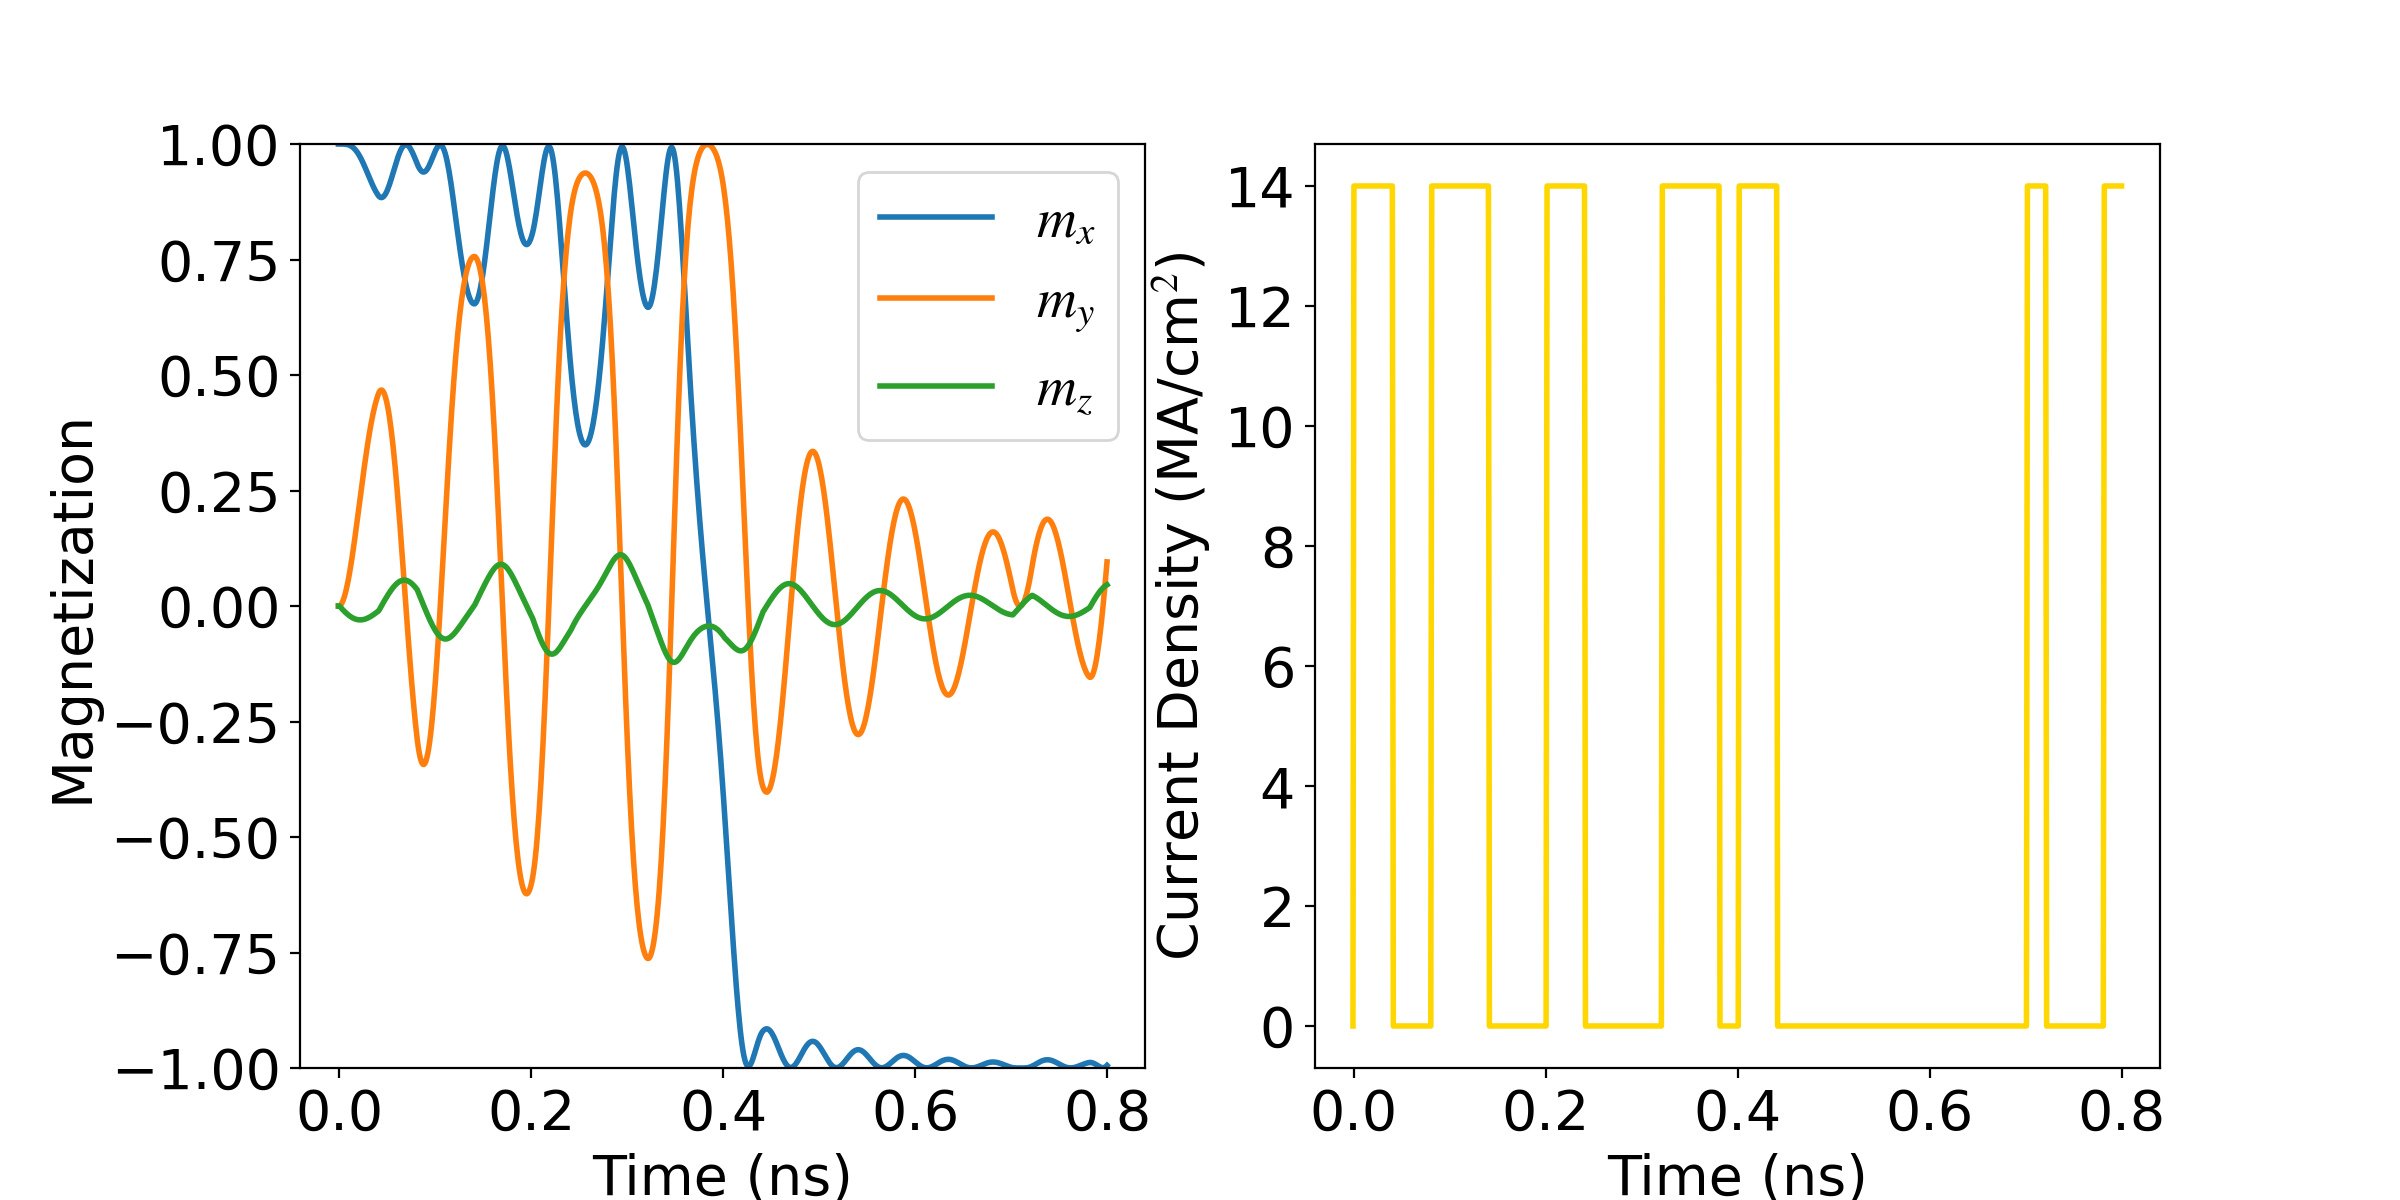 Magnetization
1.00
0.75
0.50
0.25
0.00
−0.25
−0.50
−0.75
−1.00
0.0 0.2 0.4 0.6 0.8
Time (ns)
m_x
m_y
m_z
Current Density (MA/cm²)
14
12
10
8
6
4
2
0
0.0 0.2 0.4 0.6 0.8
Time (ns)